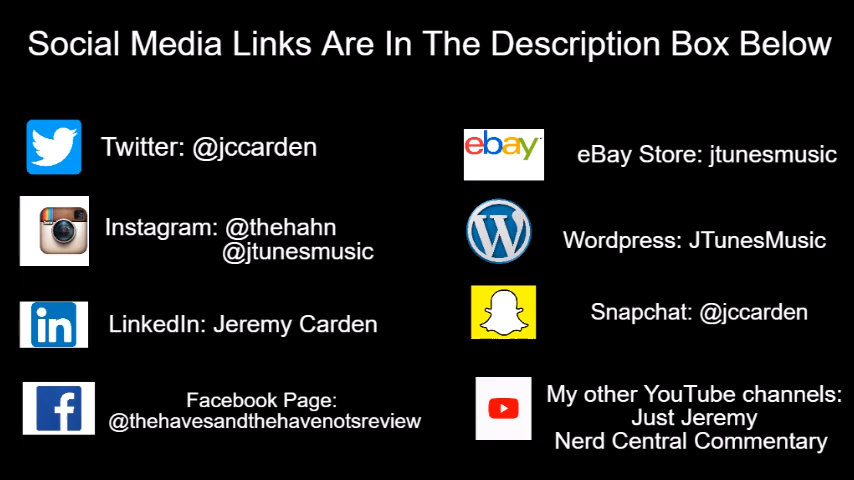 Social Media Links Are In The Description Box Below
Twitter: @jccarden
Instagram: @thehahn
@jtunesmusic
LinkedIn: Jeremy Carden
Facebook Page:
@thehavesandthehavenotsreview
ebay
eBay Store: jtunesmusic
Wordpress: JTunesMusic
Snapchat: @jccarden
My other YouTube channels:
Just Jeremy
Nerd Central Commentary
in
f
W